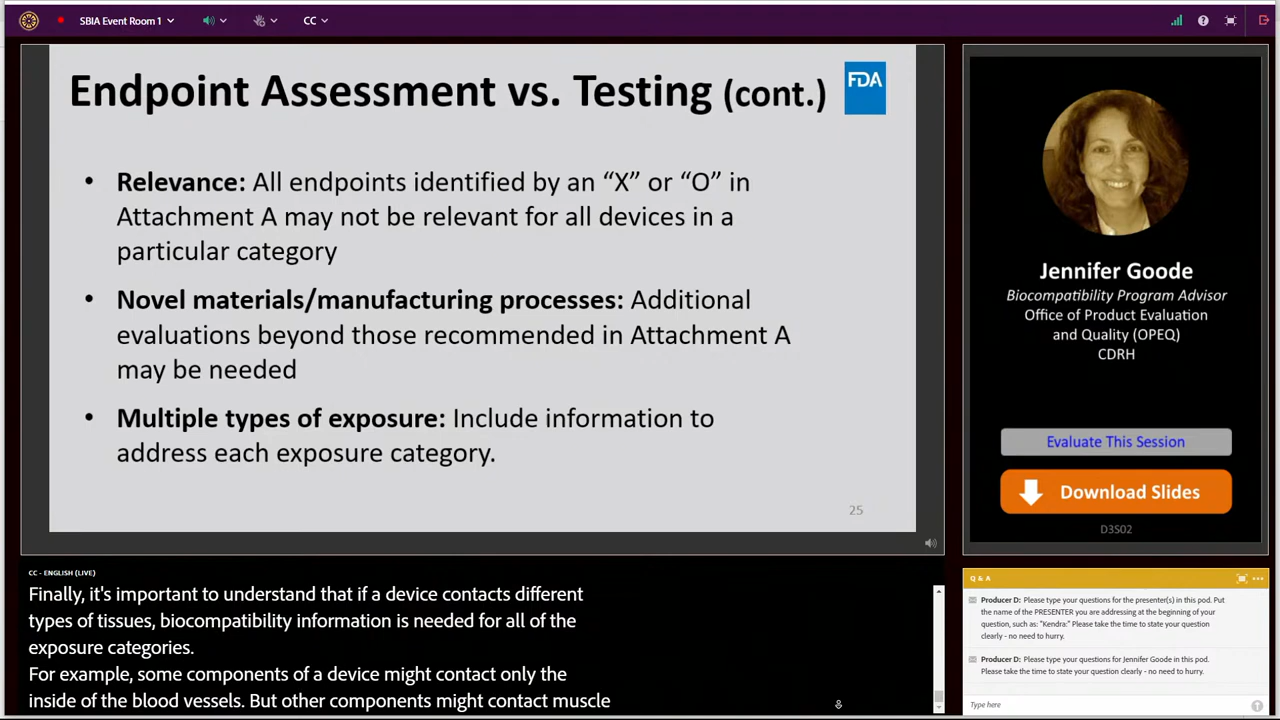 SBIA Event Room 1
CC
Endpoint Assessment vs. Testing (cont.)
FDA
• Relevance: All endpoints identified by an “X” or “O” in
Attachment A may not be relevant for all devices in a
particular category
• Novel materials/manufacturing processes: Additional
evaluations beyond those recommended in Attachment A
may be needed
• Multiple types of exposure: Include information to
address each exposure category.
25
Jennifer Goode
Biocompatibility Program Advisor
Office of Product Evaluation
and Quality (OPEQ)
CDRH
Evaluate This Session
Download Slides
D3S02
CC - ENGLISH (LIVE)
Finally, it's important to understand that if a device contacts different
types of tissues, biocompatibility information is needed for all of the
exposure categories.
For example, some components of a device might contact only the
inside of the blood vessels. But other components might contact muscle
Q & A
Producer D: Please type your questions for the presenter(s) in this pod. Put
the name of the PRESENTER you are addressing at the beginning of your
question, such as: "Kendra:" Please take the time to state your question
clearly - no need to hurry.
Producer D: Please type your questions for Jennifer Goode in this pod.
Please take the time to state your question clearly - no need to hurry.
Type here